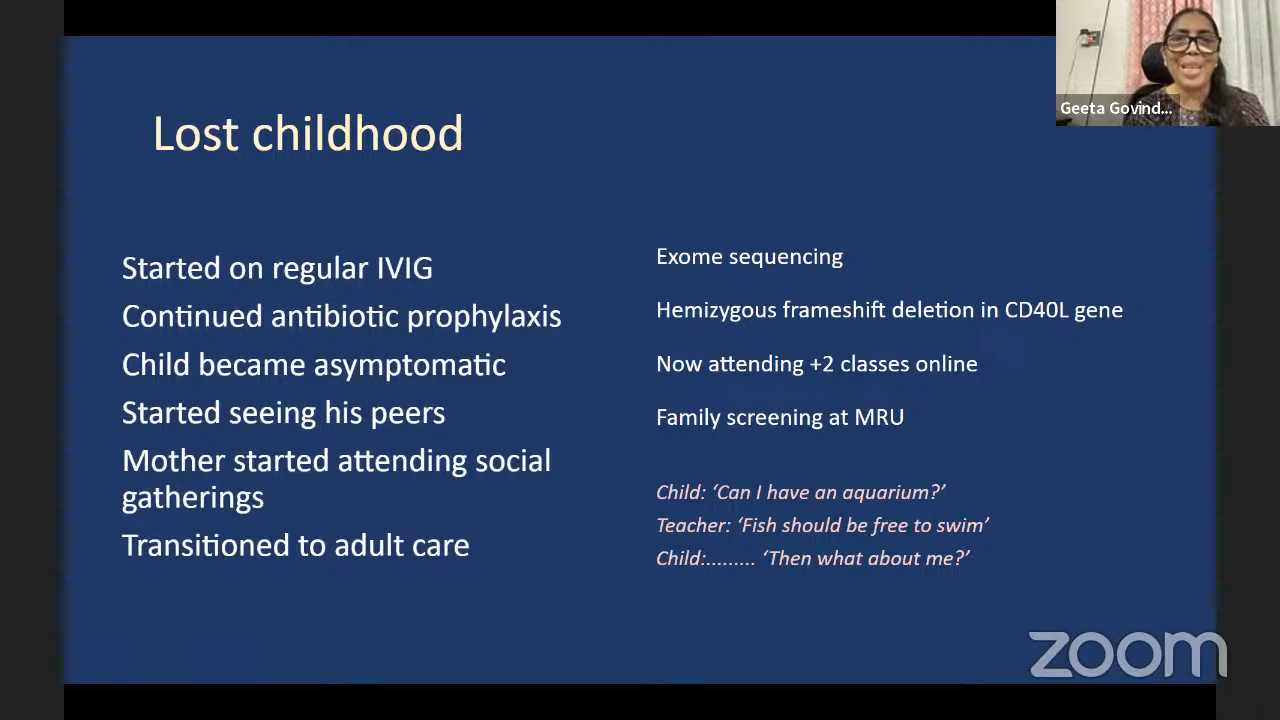 Lost childhood
Started on regular IVIG
Continued antibiotic prophylaxis
Child became asymptomatic
Started seeing his peers
Mother started attending social
gatherings
Transitioned to adult care
Exome sequencing
Hemizygous frameshift deletion in CD40L gene
Now attending +2 classes online
Family screening at MRU
Child: ‘Can I have an aquarium?’
Teacher: ‘Fish should be free to swim’
Child:......... ‘Then what about me?’
Geeta Govind...
zoom